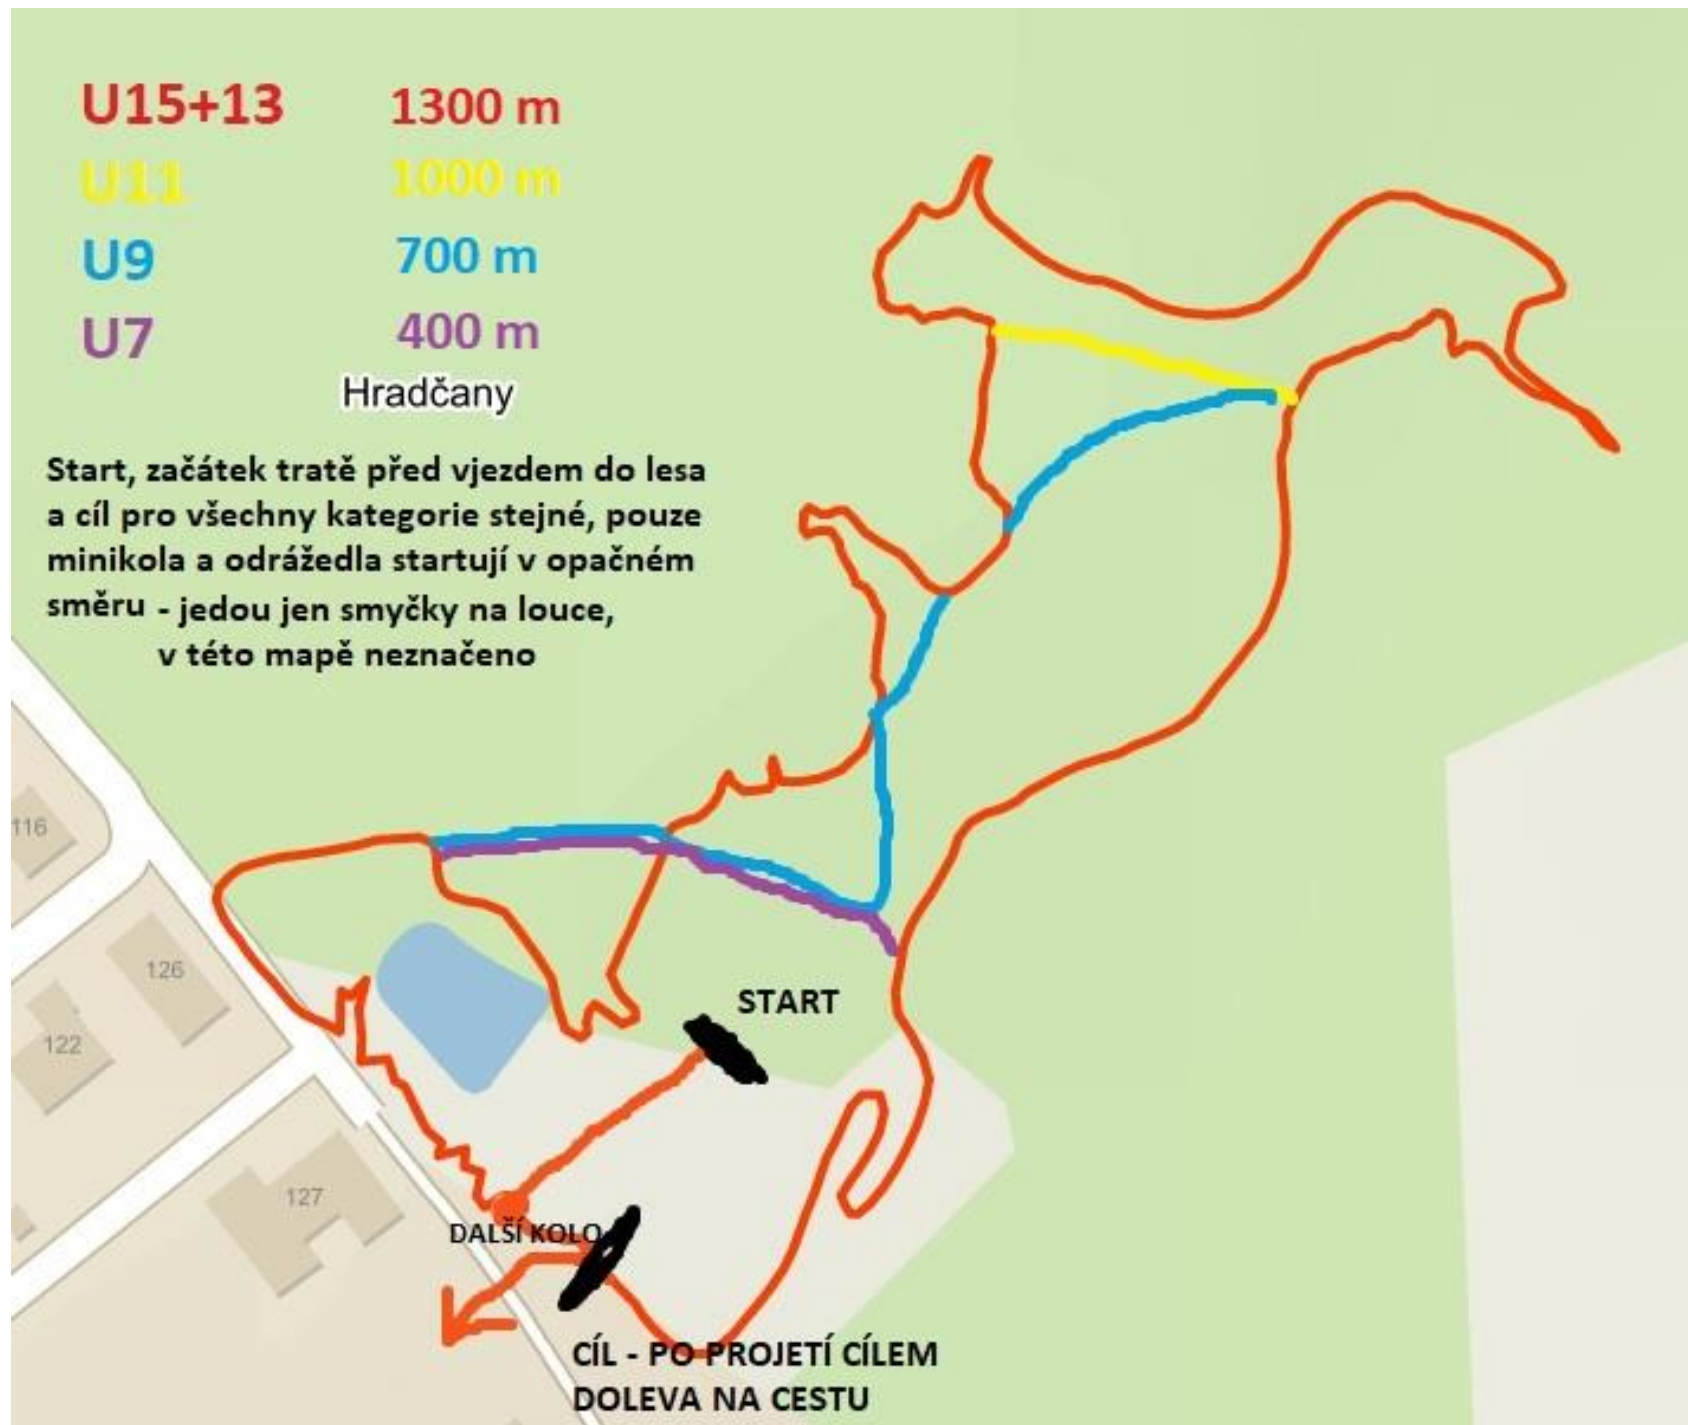 U15+13 1300 m
U11 1000 m
U9 700 m
U7 400 m
Hradčany
Start, začátek tratě před vjezdem do lesa
a cíl pro všechny kategorie stejné, pouze
minikola a odrážedla startují v opačném
směru - jedou jen smyčky na louce,
v této mapě neznačeno
116
126
122
START
127
DALŠÍ KOLO
CÍL - PO PROJETÍ CÍLEM
DOLEVA NA CESTU